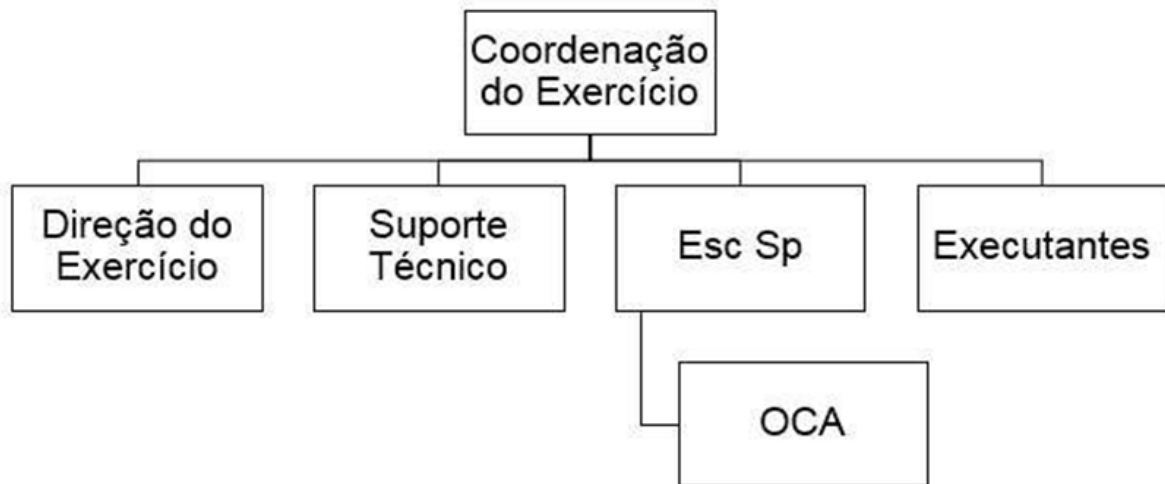 Coordenação
do Exercício
Direção do
Exercício
Suporte
Técnico
Esc Sp
Executantes
OCA